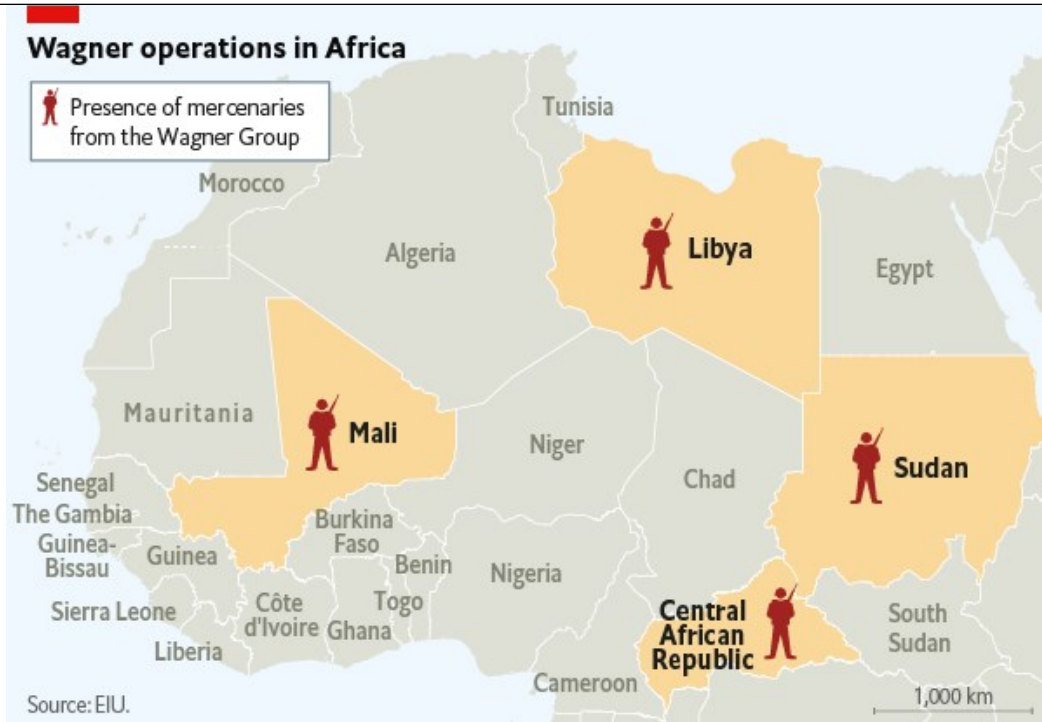 Wagner operations in Africa
Presence of mercenaries
from the Wagner Group
Tunisia
Morocco
Algeria
Libya
Egypt
Mauritania
Mali
Niger
Chad
Sudan
Senegal
The Gambia
Guinea-
Bissau
Guinea
Burkina
Faso
Benin
Nigeria
Sierra Leone
Côte
d'Ivoire
Ghana
Togo
Liberia
Central
African
Republic
South
Sudan
Cameroon
Source: EIU.
1,000 km